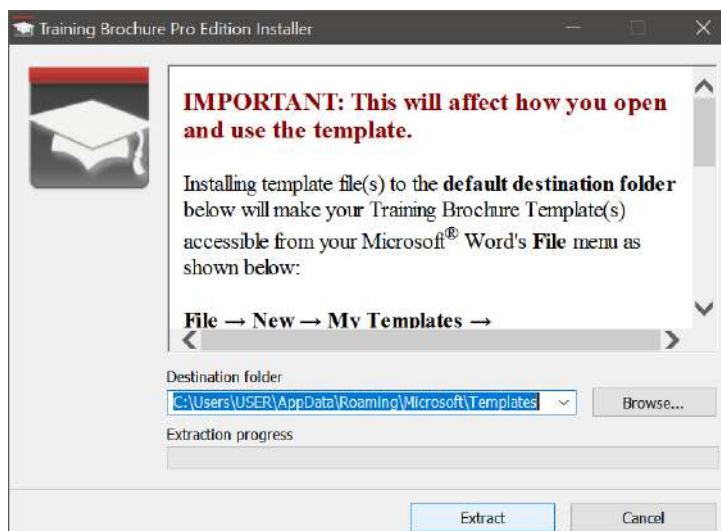 Training Brochure Pro Edition Installer
IMPORTANT: This will affect how you open
and use the template.
Installing template file(s) to the default destination folder
below will make your Training Brochure Template(s)
accessible from your Microsoft® Word's File menu as
shown below:
File → New → My Templates →
Destination folder
C:\Users\USER\AppData\Roaming\Microsoft\Templates
Browse...
Extraction progress
Extract
Cancel